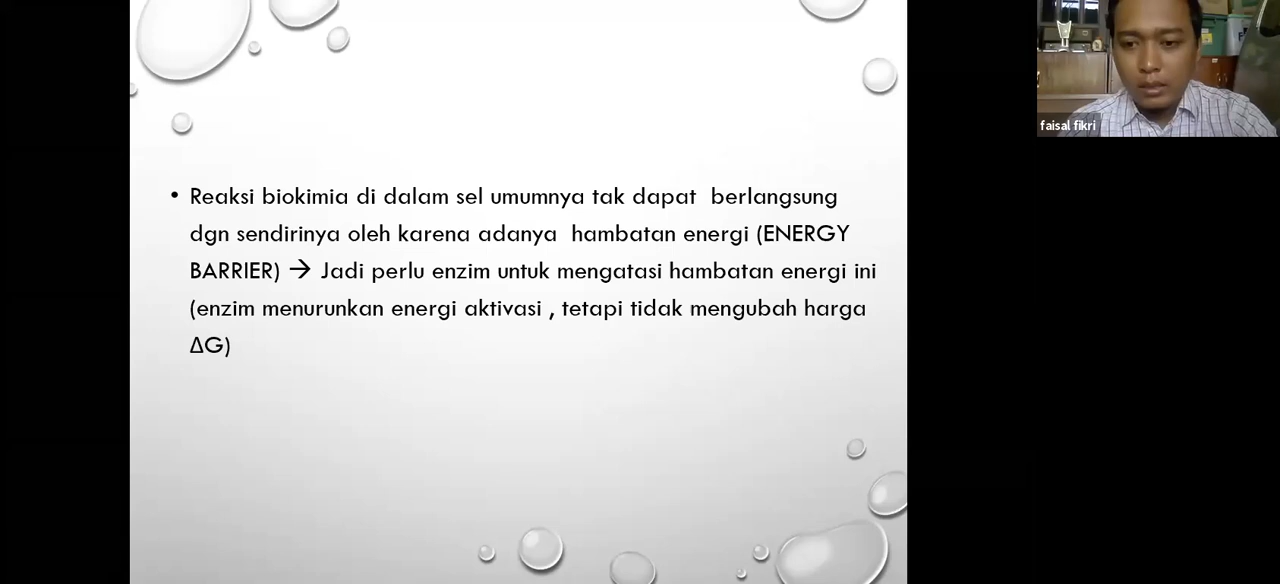 • Reaksi biokimia di dalam sel umumnya tak dapat  berlangsung
dgn sendirinya oleh karena adanya  hambatan energi (ENERGY
BARRIER) → Jadi perlu enzim untuk mengatasi hambatan energi ini
(enzim menurunkan energi aktivasi , tetapi tidak mengubah harga
ΔG)
faisal fikri